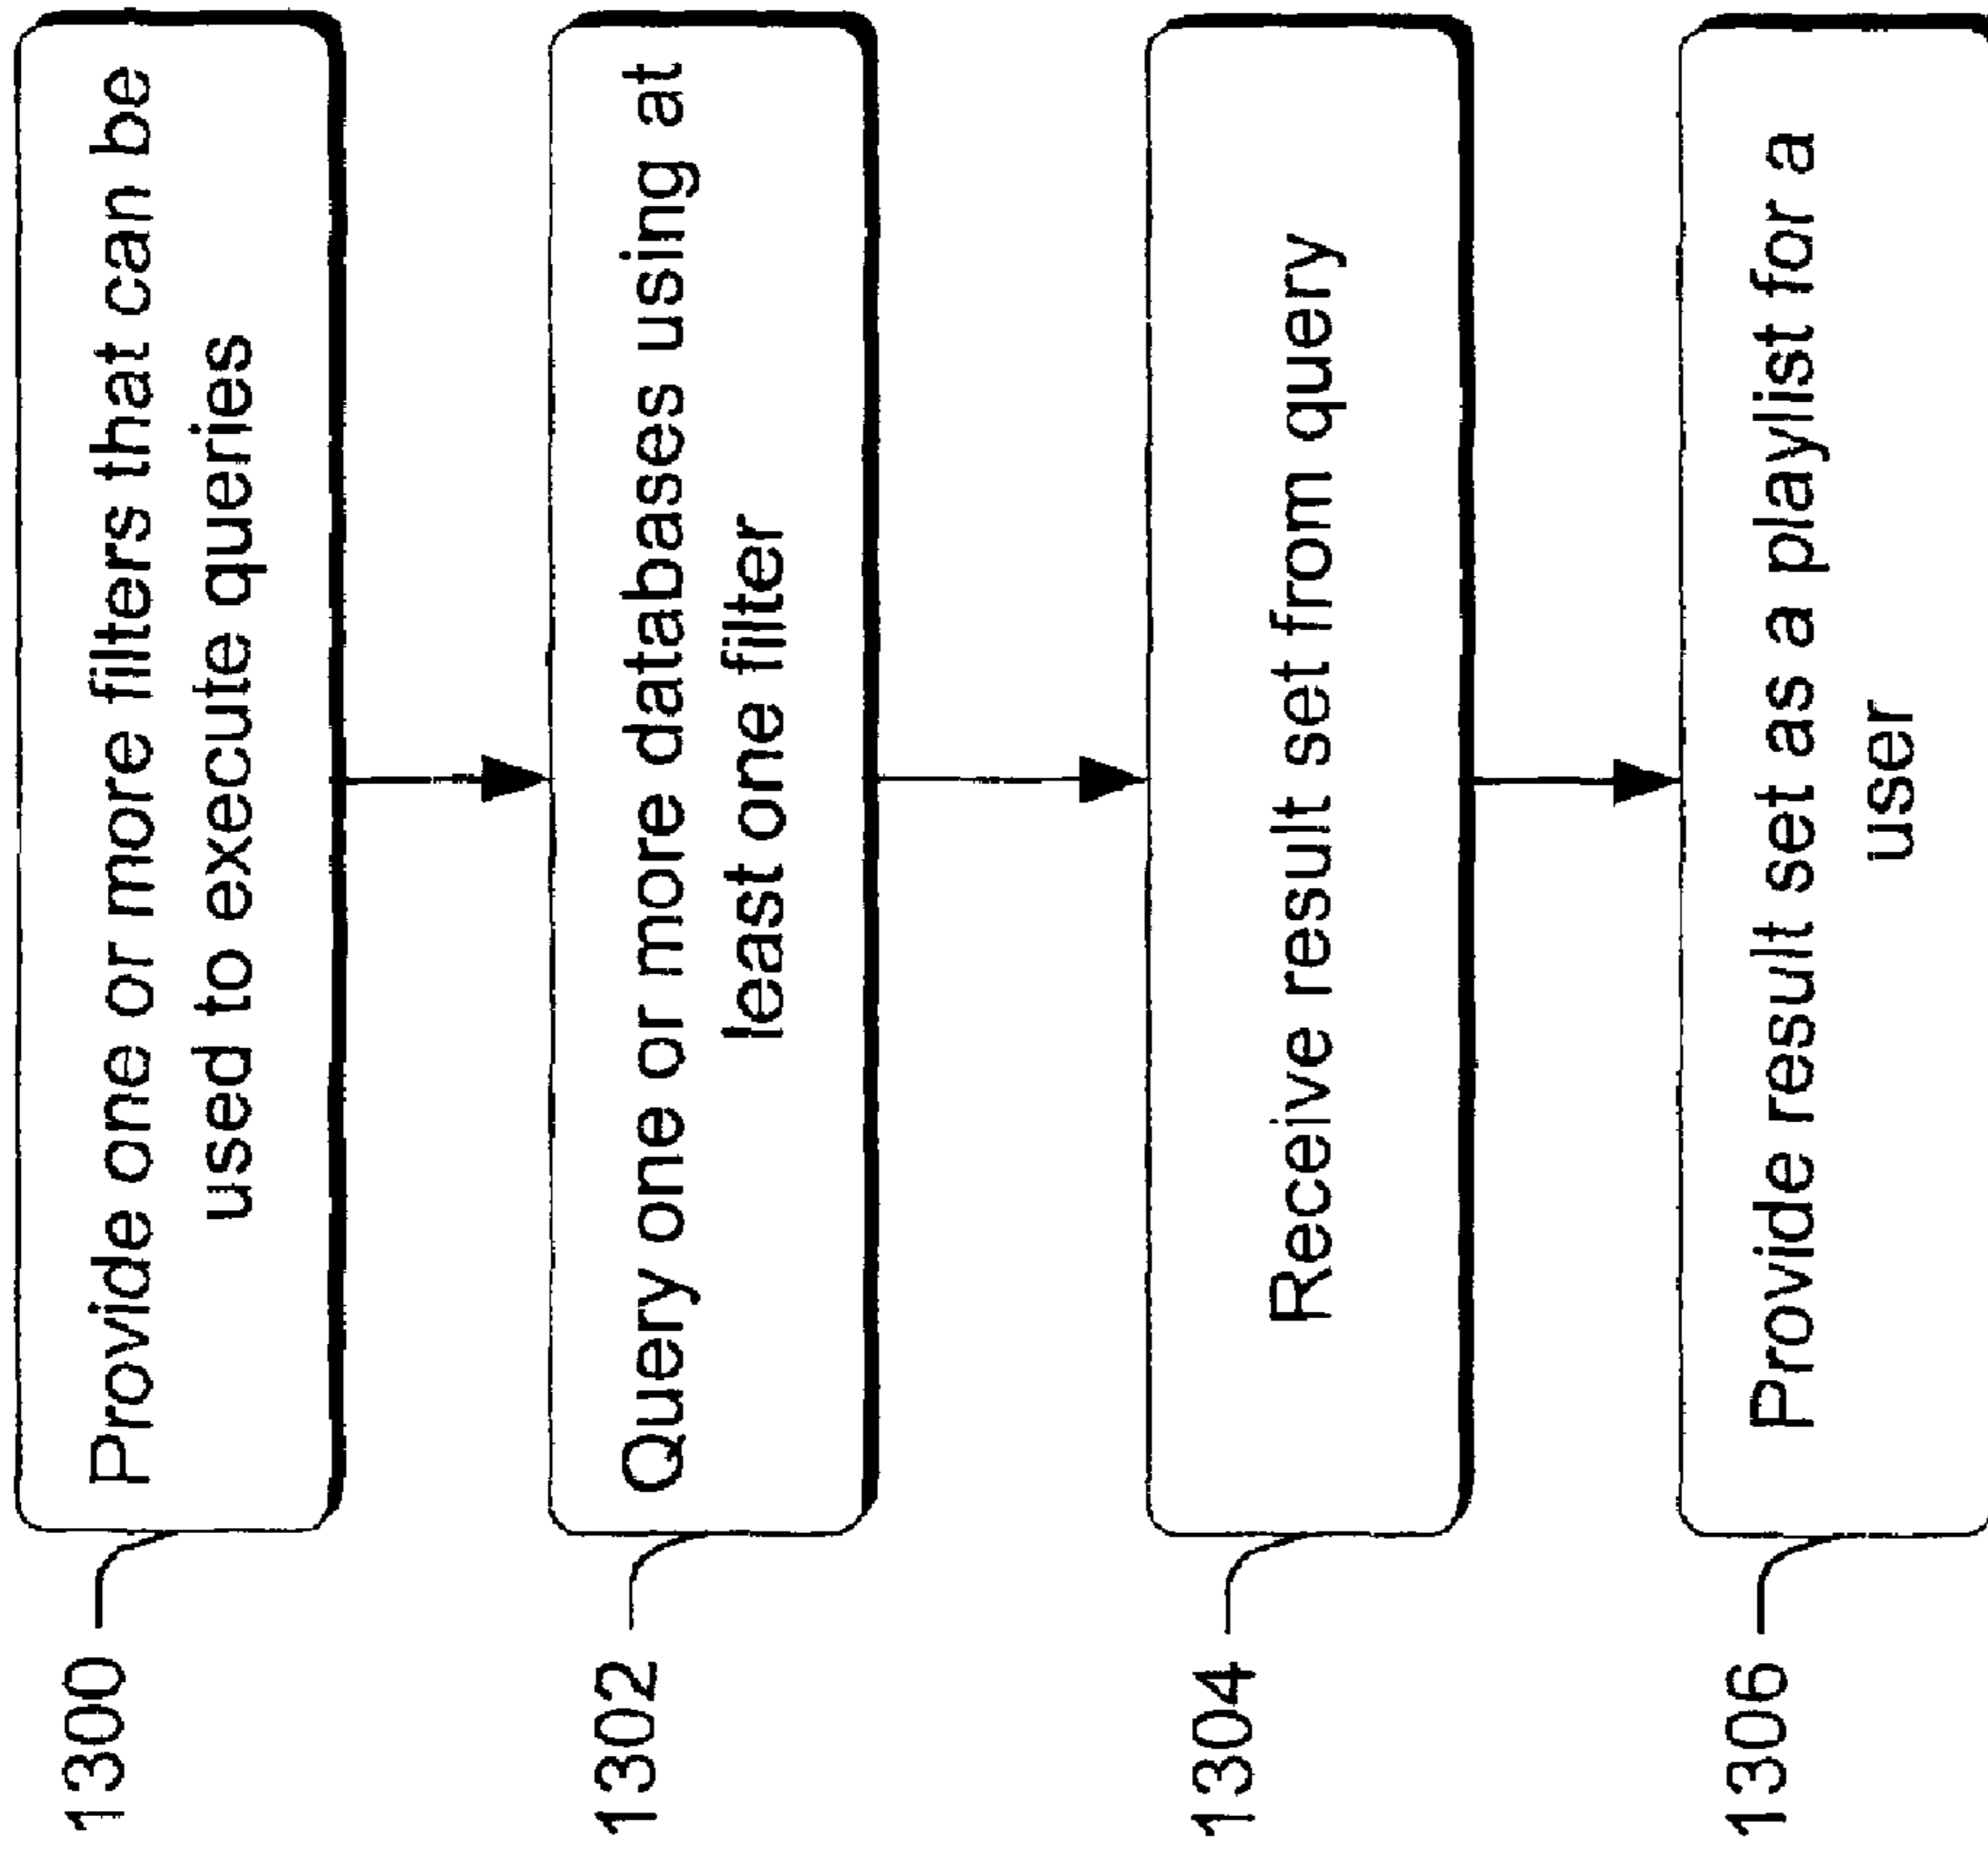 1300
Provide one or more filters that can be
used to execute queries
1302
Query one or more databases using at
least one filter
1304
Receive result set from query
1306
Provide result set as a playlist for a
user